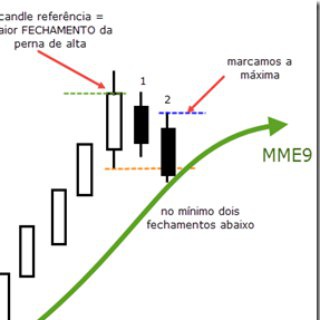 candle referência =
aior FECHAMENTO da
perna de alta
1
marcamos a
máxima
2
MME9
no mínimo dois
fechamentos abaixo